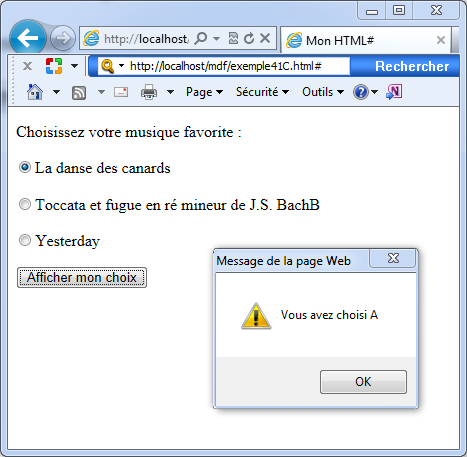 http://localhost/
Mon HTML#
http://localhost/mdf/exemple41C.html#
Rechercher
Page Sécurité Outils
Choisissez votre musique favorite :
La danse des canards
Toccata et fugue en ré mineur de J.S. BachB
Yesterday
Afficher mon choix
Message de la page Web
Vous avez choisi A
OK